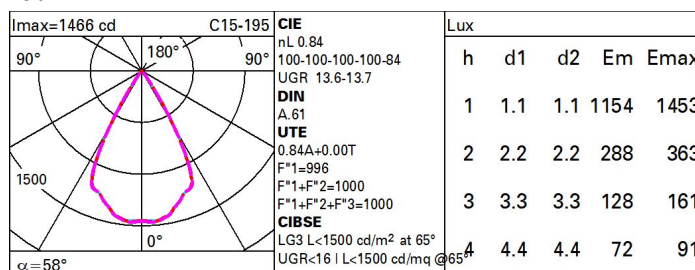 Imax=1466 cd C15-195
90° 180° 90°
1500
0°
α=58°
CIE
nL 0.84
100-100-100-100-84
UGR 13.6-13.7
DIN
A.61
UTE
0.84A+0.00T
F"1=996
F"1+F"2=1000
F"1+F"2+F"3=1000
CIBSE
LG3 L<1500 cd/m² at 65°
UGR<16 | L<1500 cd/mq @65°
Lux
h d1 d2 Em Emax
1 1.1 1.1 1154 1453
2 2.2 2.2 288 363
3 3.3 3.3 128 161
4 4.4 4.4 72 91